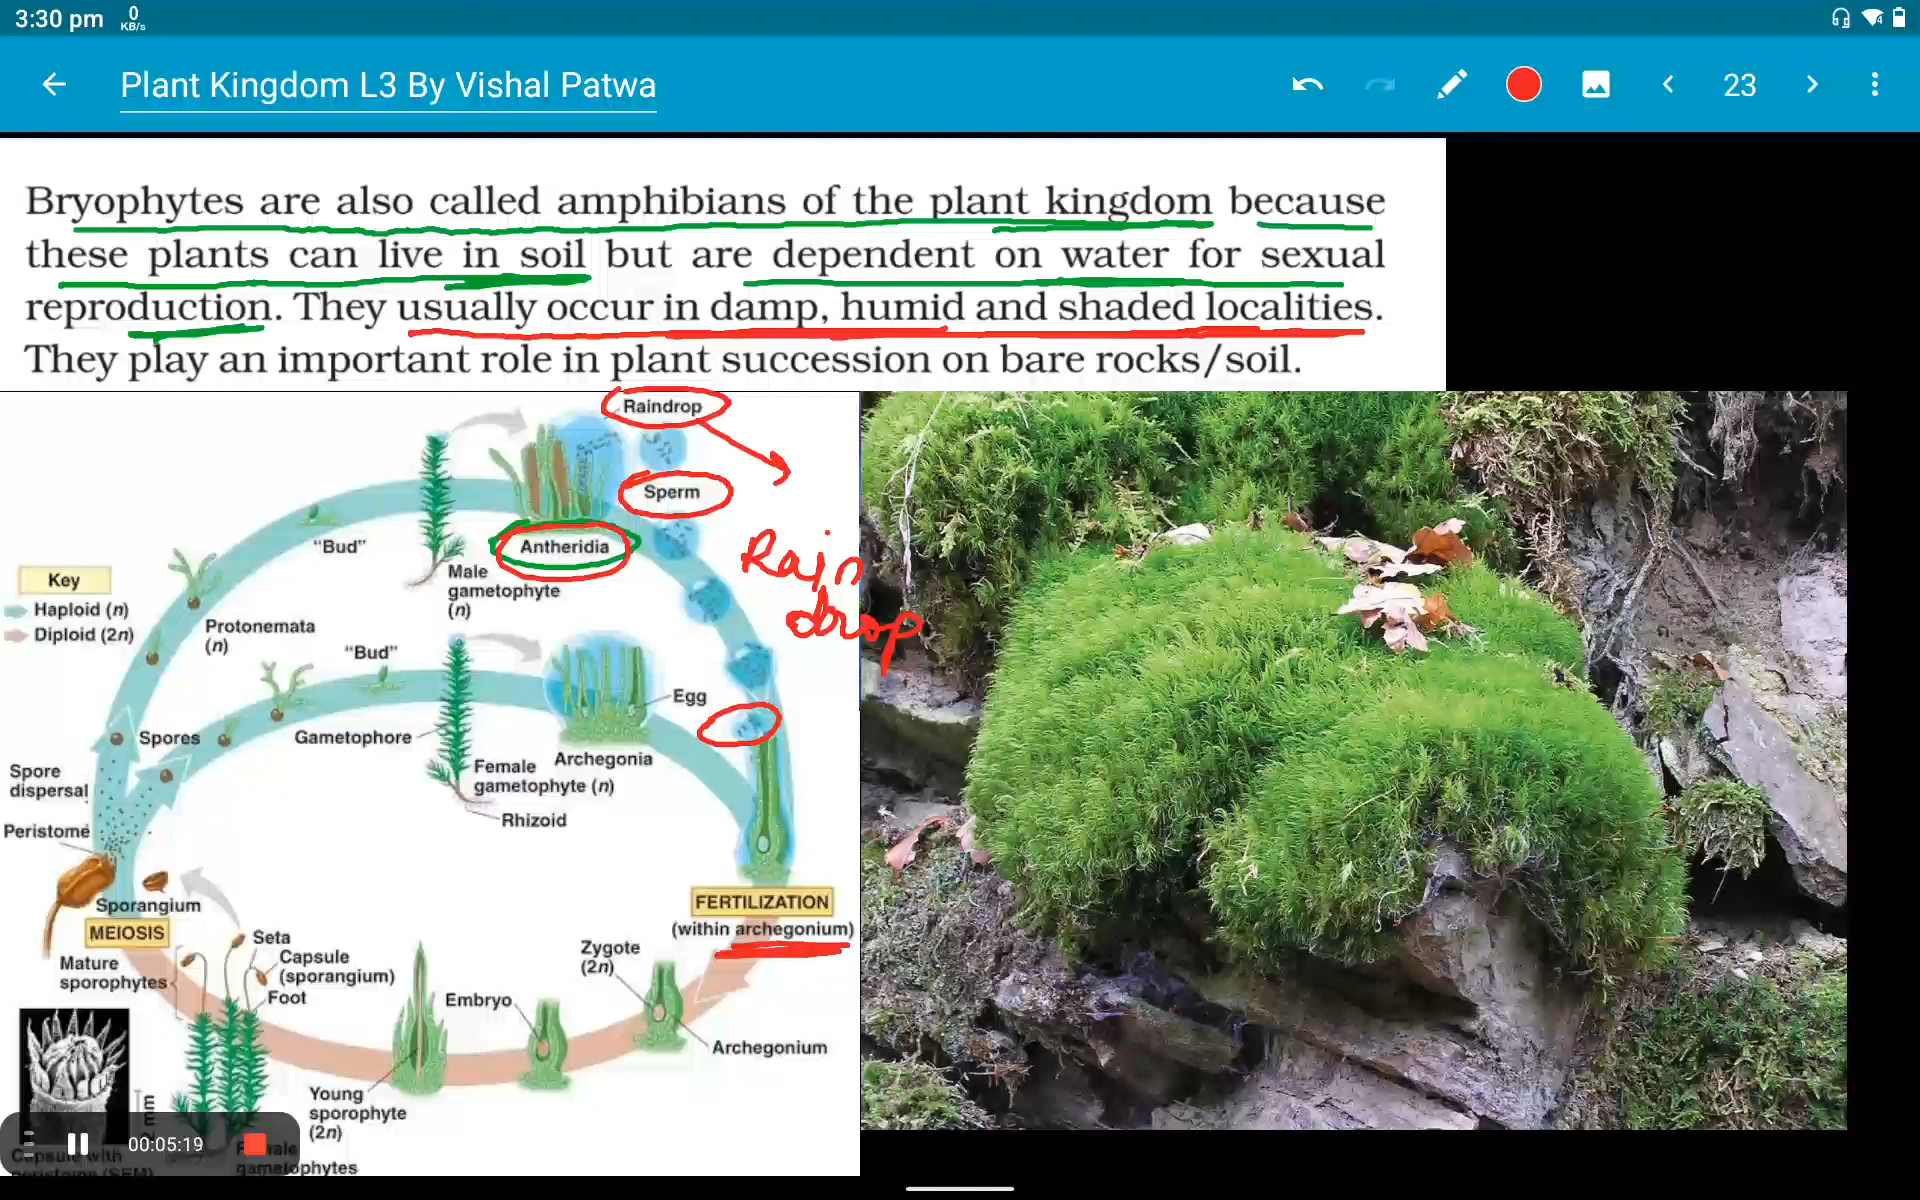 3:30 pm 0 KB/s
Plant Kingdom L3 By Vishal Patwa 23
Bryophytes are also called amphibians of the plant kingdom because
these plants can live in soil but are dependent on water for sexual
reproduction. They usually occur in damp, humid and shaded localities.
They play an important role in plant succession on bare rocks/soil.
Raindrop
Sperm
Antheridia
"Bud"
Rain
drop
Male
gametophyte
(n)
Key
Haploid (n)
Diploid (2n)
Protonemata
(n)
"Bud"
Egg
Spores
Gametophore
Archegonia
Female
gametophyte (n)
Rhizoid
Spore
dispersal
Peristome
Sporangium
MEIOSIS
FERTILIZATION
(within archegonium)
Seta
Capsule
(sporangium)
Foot
Mature
sporophytes
Zygote
(2n)
Embryo
Archegonium
Young
sporophyte
(2n)
00:05:19
Capsule with
gametophytes